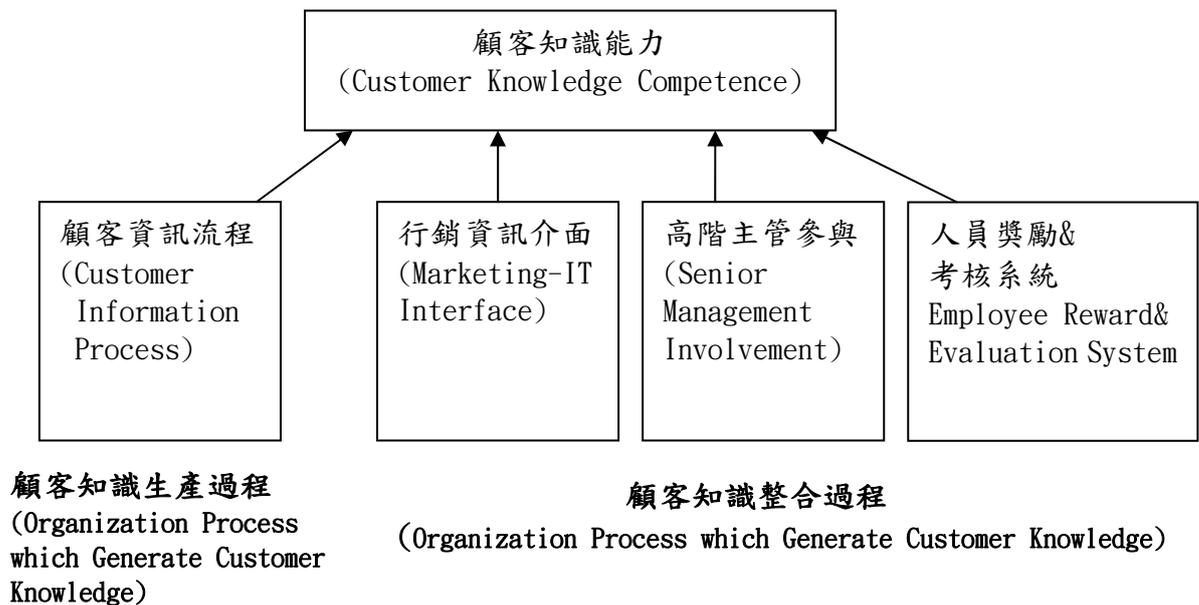 顧客知識能力
(Customer Knowledge Competence)
顧客資訊流程
(Customer
Information
Process)
行銷資訊介面
(Marketing-IT
Interface)
高階主管參與
(Senior
Management
Involvement)
人員獎勵&
考核系統
Employee Reward&
Evaluation System
顧客知識生產過程
(Organization Process
which Generate Customer
Knowledge)
顧客知識整合過程
(Organization Process which Generate Customer Knowledge)